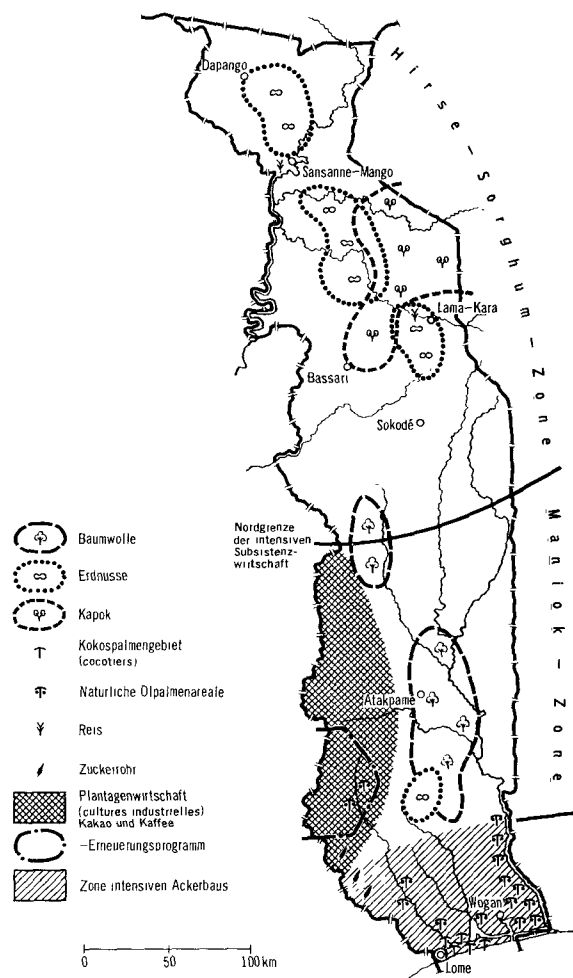 Dapango
Sansanne-Mango
Lama-Kara
Bassari
Sokodé
Hirse-Sorghum-Zone
Nordgrenze
der intensiven
Subsistenz-
wirtschaft
Maniok-Zone
Atakpame
Wogan
Lome
Baumwolle
Erdnusse
Kapok
Kokospalmengebiet
(cocotiers)
Naturliche Olpalmenareale
Reis
Zuckerrohr
Plantagenwirtschaft
(cultures industrielles)
Kakao und Kaffee
-Erneuerungsprogramm
Zone intensiven Ackerbaus
0 50 100 km